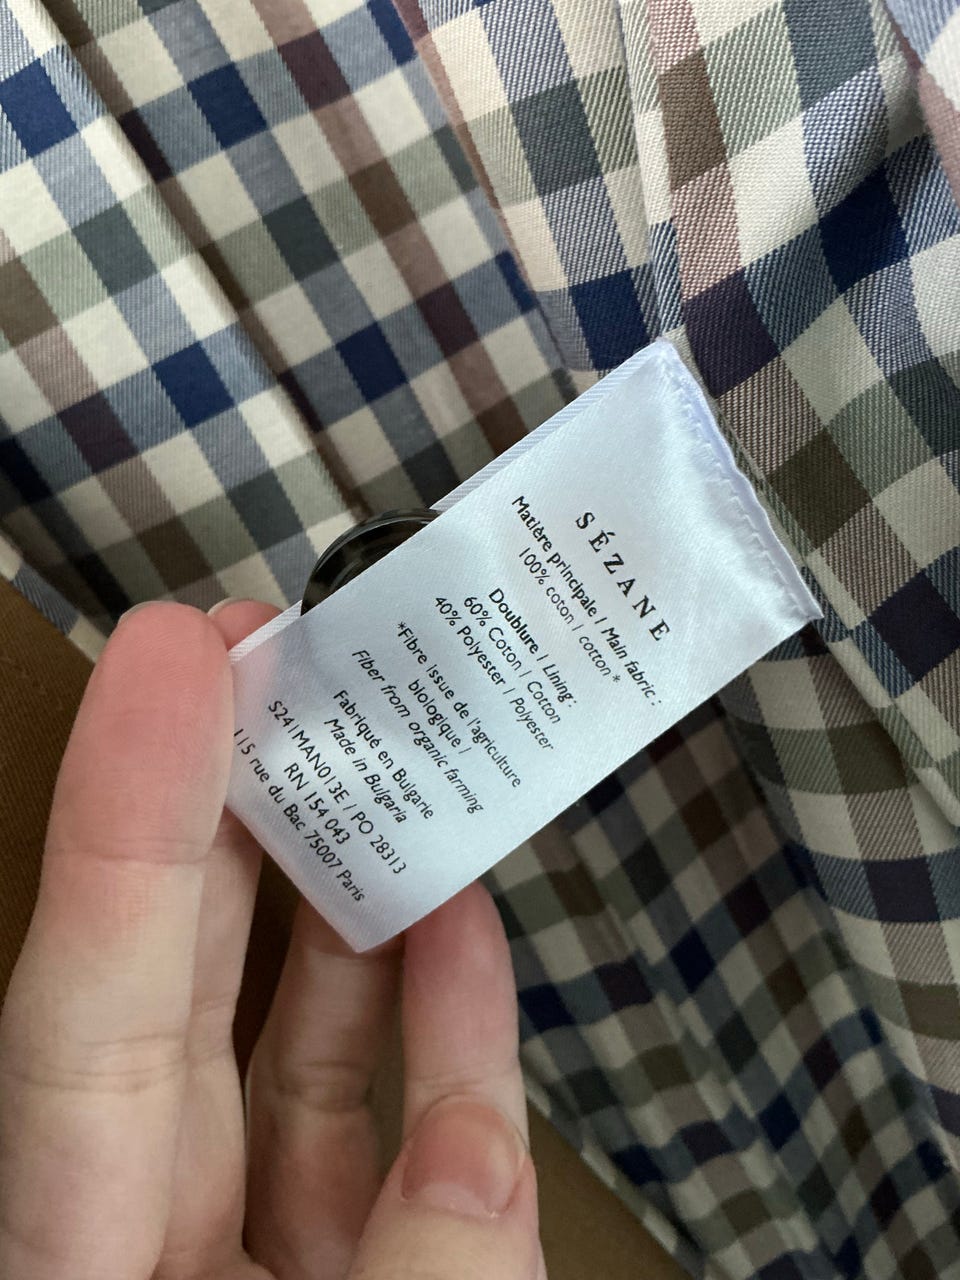 SÉZANE
Matière principale / Main fabric :
100% coton / cotton*
Doublure / Lining :
60% Coton / Cotton
40% Polyester / Polyester
*Fibre issue de l'agriculture
biologique /
Fiber from organic farming
Fabriqué en Bulgarie
Made in Bulgaria
S241MAN013E / PO 28313
RN 154 043
115 rue du Bac 75007 Paris